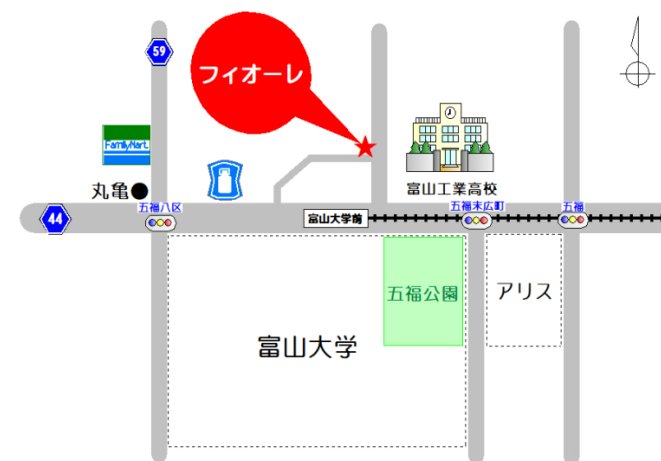 59
フィオーレ
FamilyMart
丸亀
富山工業高校
44
五福八区
富山大学前
五福末広町
五福
五福公園
アリス
富山大学